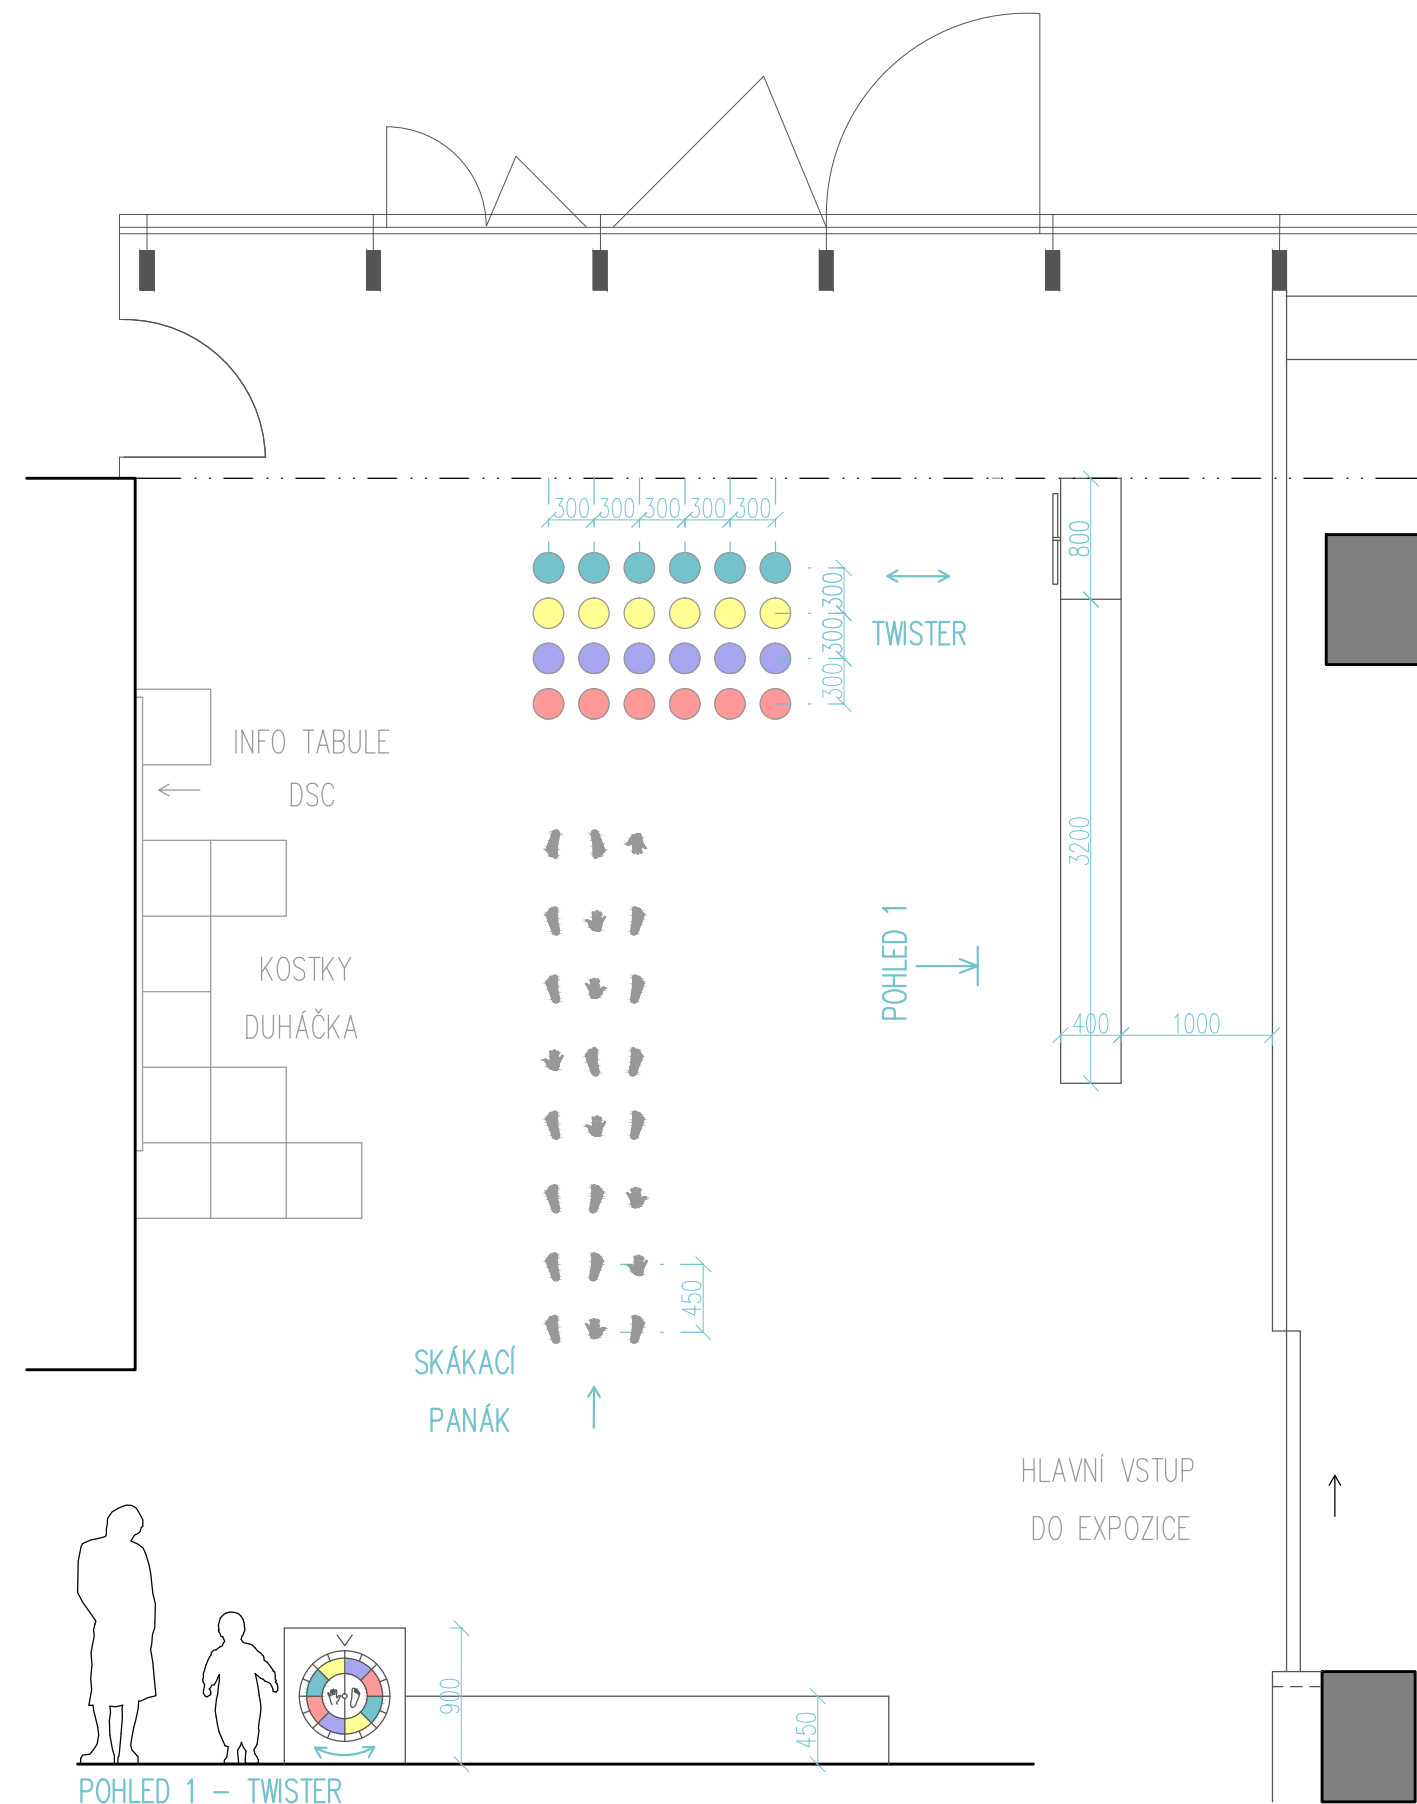 300 300 300 300 300
800
300
TWISTER
300
300
INFO TABULE
DSC
3200
POHLED 1
KOSTKY
DUHÁČKA
400 1000
450
SKÁKACÍ
PANÁK
HLAVNÍ VSTUP
DO EXPOZICE
900
450
POHLED 1 – TWISTER